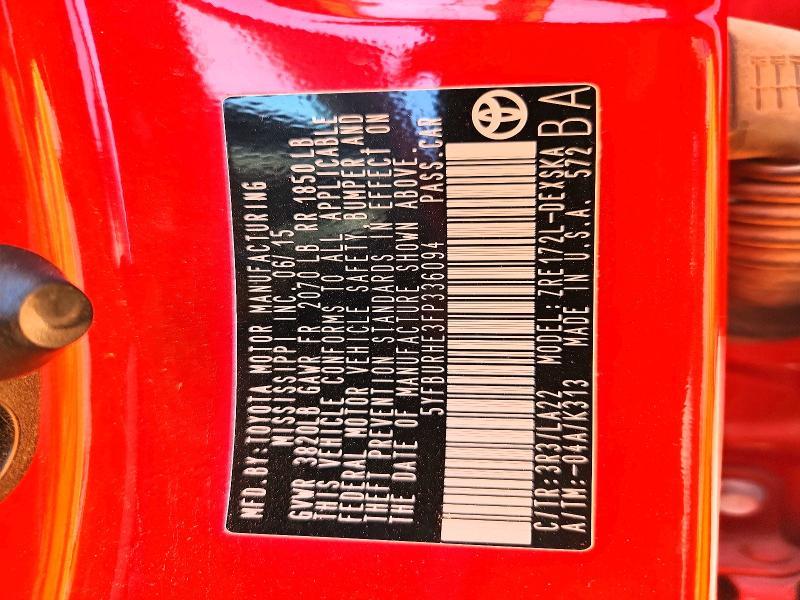 MFD.BY:TOYOTA MOTOR MANUFACTURING
MISSISSIPPI INC. 06/15
GVWR 3820LB GAWR FR 2070 LB RR 1850LB
THIS VEHICLE CONFORMS TO ALL APPLICABLE
FEDERAL MOTOR VEHICLE SAFETY,BUMPER,AND
THEFT PREVENTION STANDARDS IN EFFECT ON
THE DATE OF MANUFACTURE SHOWN ABOVE.
5YFBURHE3FP336094 PASS.CAR
C/TR:3R3/LA22 MODEL:ZRE172L-DEXSKA
A/TM:-04A/K313 MADE IN U.S.A. 572
BA